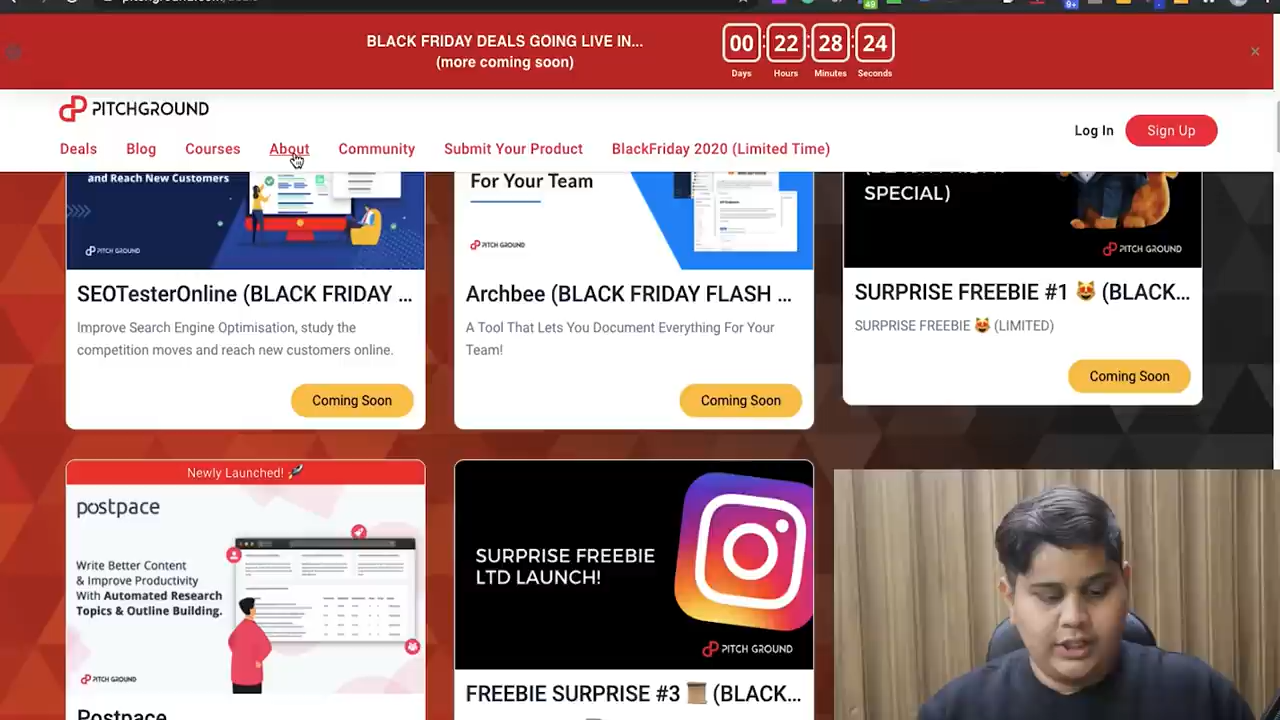 BLACK FRIDAY DEALS GOING LIVE IN...
(more coming soon)
00 : 22 : 28 : 24
Days Hours Minutes Seconds
PITCHGROUND
Log In
Sign Up
Deals
Blog
Courses
About
Community
Submit Your Product
BlackFriday 2020 (Limited Time)
and Reach New Customers
PITCH GROUND
SEOTesterOnline (BLACK FRIDAY ...
Improve Search Engine Optimisation, study the
competition moves and reach new customers online.
Coming Soon
For Your Team
PITCH GROUND
Archbee (BLACK FRIDAY FLASH ...
A Tool That Lets You Document Everything For Your
Team!
Coming Soon
SPECIAL)
PITCH GROUND
SURPRISE FREEBIE #1 😻 (BLACK...
SURPRISE FREEBIE 😻 (LIMITED)
Coming Soon
Newly Launched! 🚀
postpace
Write Better Content
& Improve Productivity
With Automated Research
Topics & Outline Building.
PITCH GROUND
Postpace
SURPRISE FREEBIE
LTD LAUNCH!
PITCH GROUND
FREEBIE SURPRISE #3 📜 (BLACK...